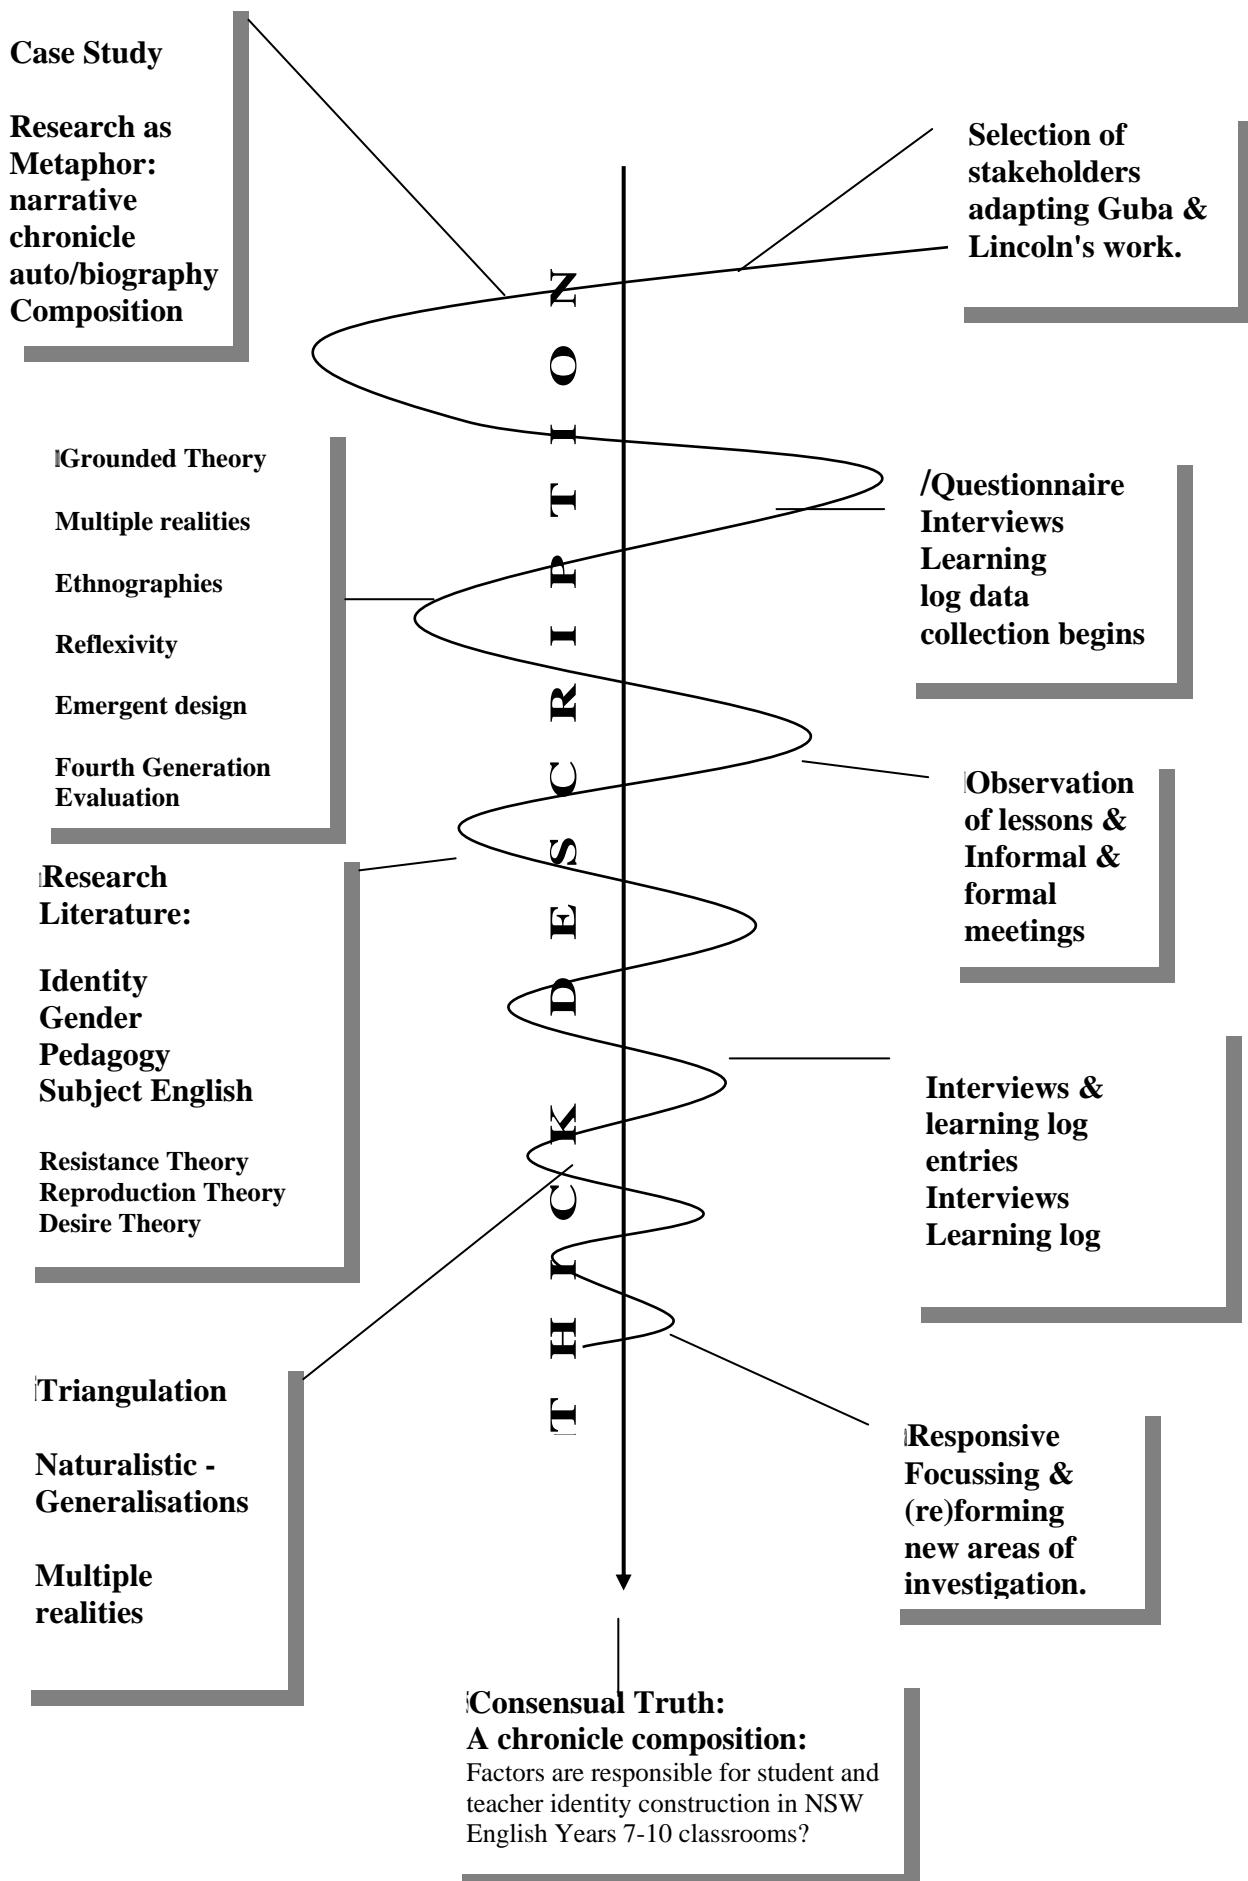 Case Study
Research as
Metaphor:
narrative
chronicle
auto/biography
Composition
Selection of
stakeholders
adapting Guba &
Lincoln's work.
Grounded Theory
Multiple realities
Ethnographies
Reflexivity
Emergent design
Fourth Generation
Evaluation
/Questionnaire
Interviews
Learning
log data
collection begins
THICK DESCRIPTION
Observation
of lessons &
Informal &
formal
meetings
Research
Literature:
Identity
Gender
Pedagogy
Subject English
Resistance Theory
Reproduction Theory
Desire Theory
Interviews &
learning log
entries
Interviews
Learning log
Triangulation
Naturalistic -
Generalisations
Multiple
realities
Responsive
Focussing &
(re)forming
new areas of
investigation.
Consensual Truth:
A chronicle composition:
Factors are responsible for student and
teacher identity construction in NSW
English Years 7-10 classrooms?